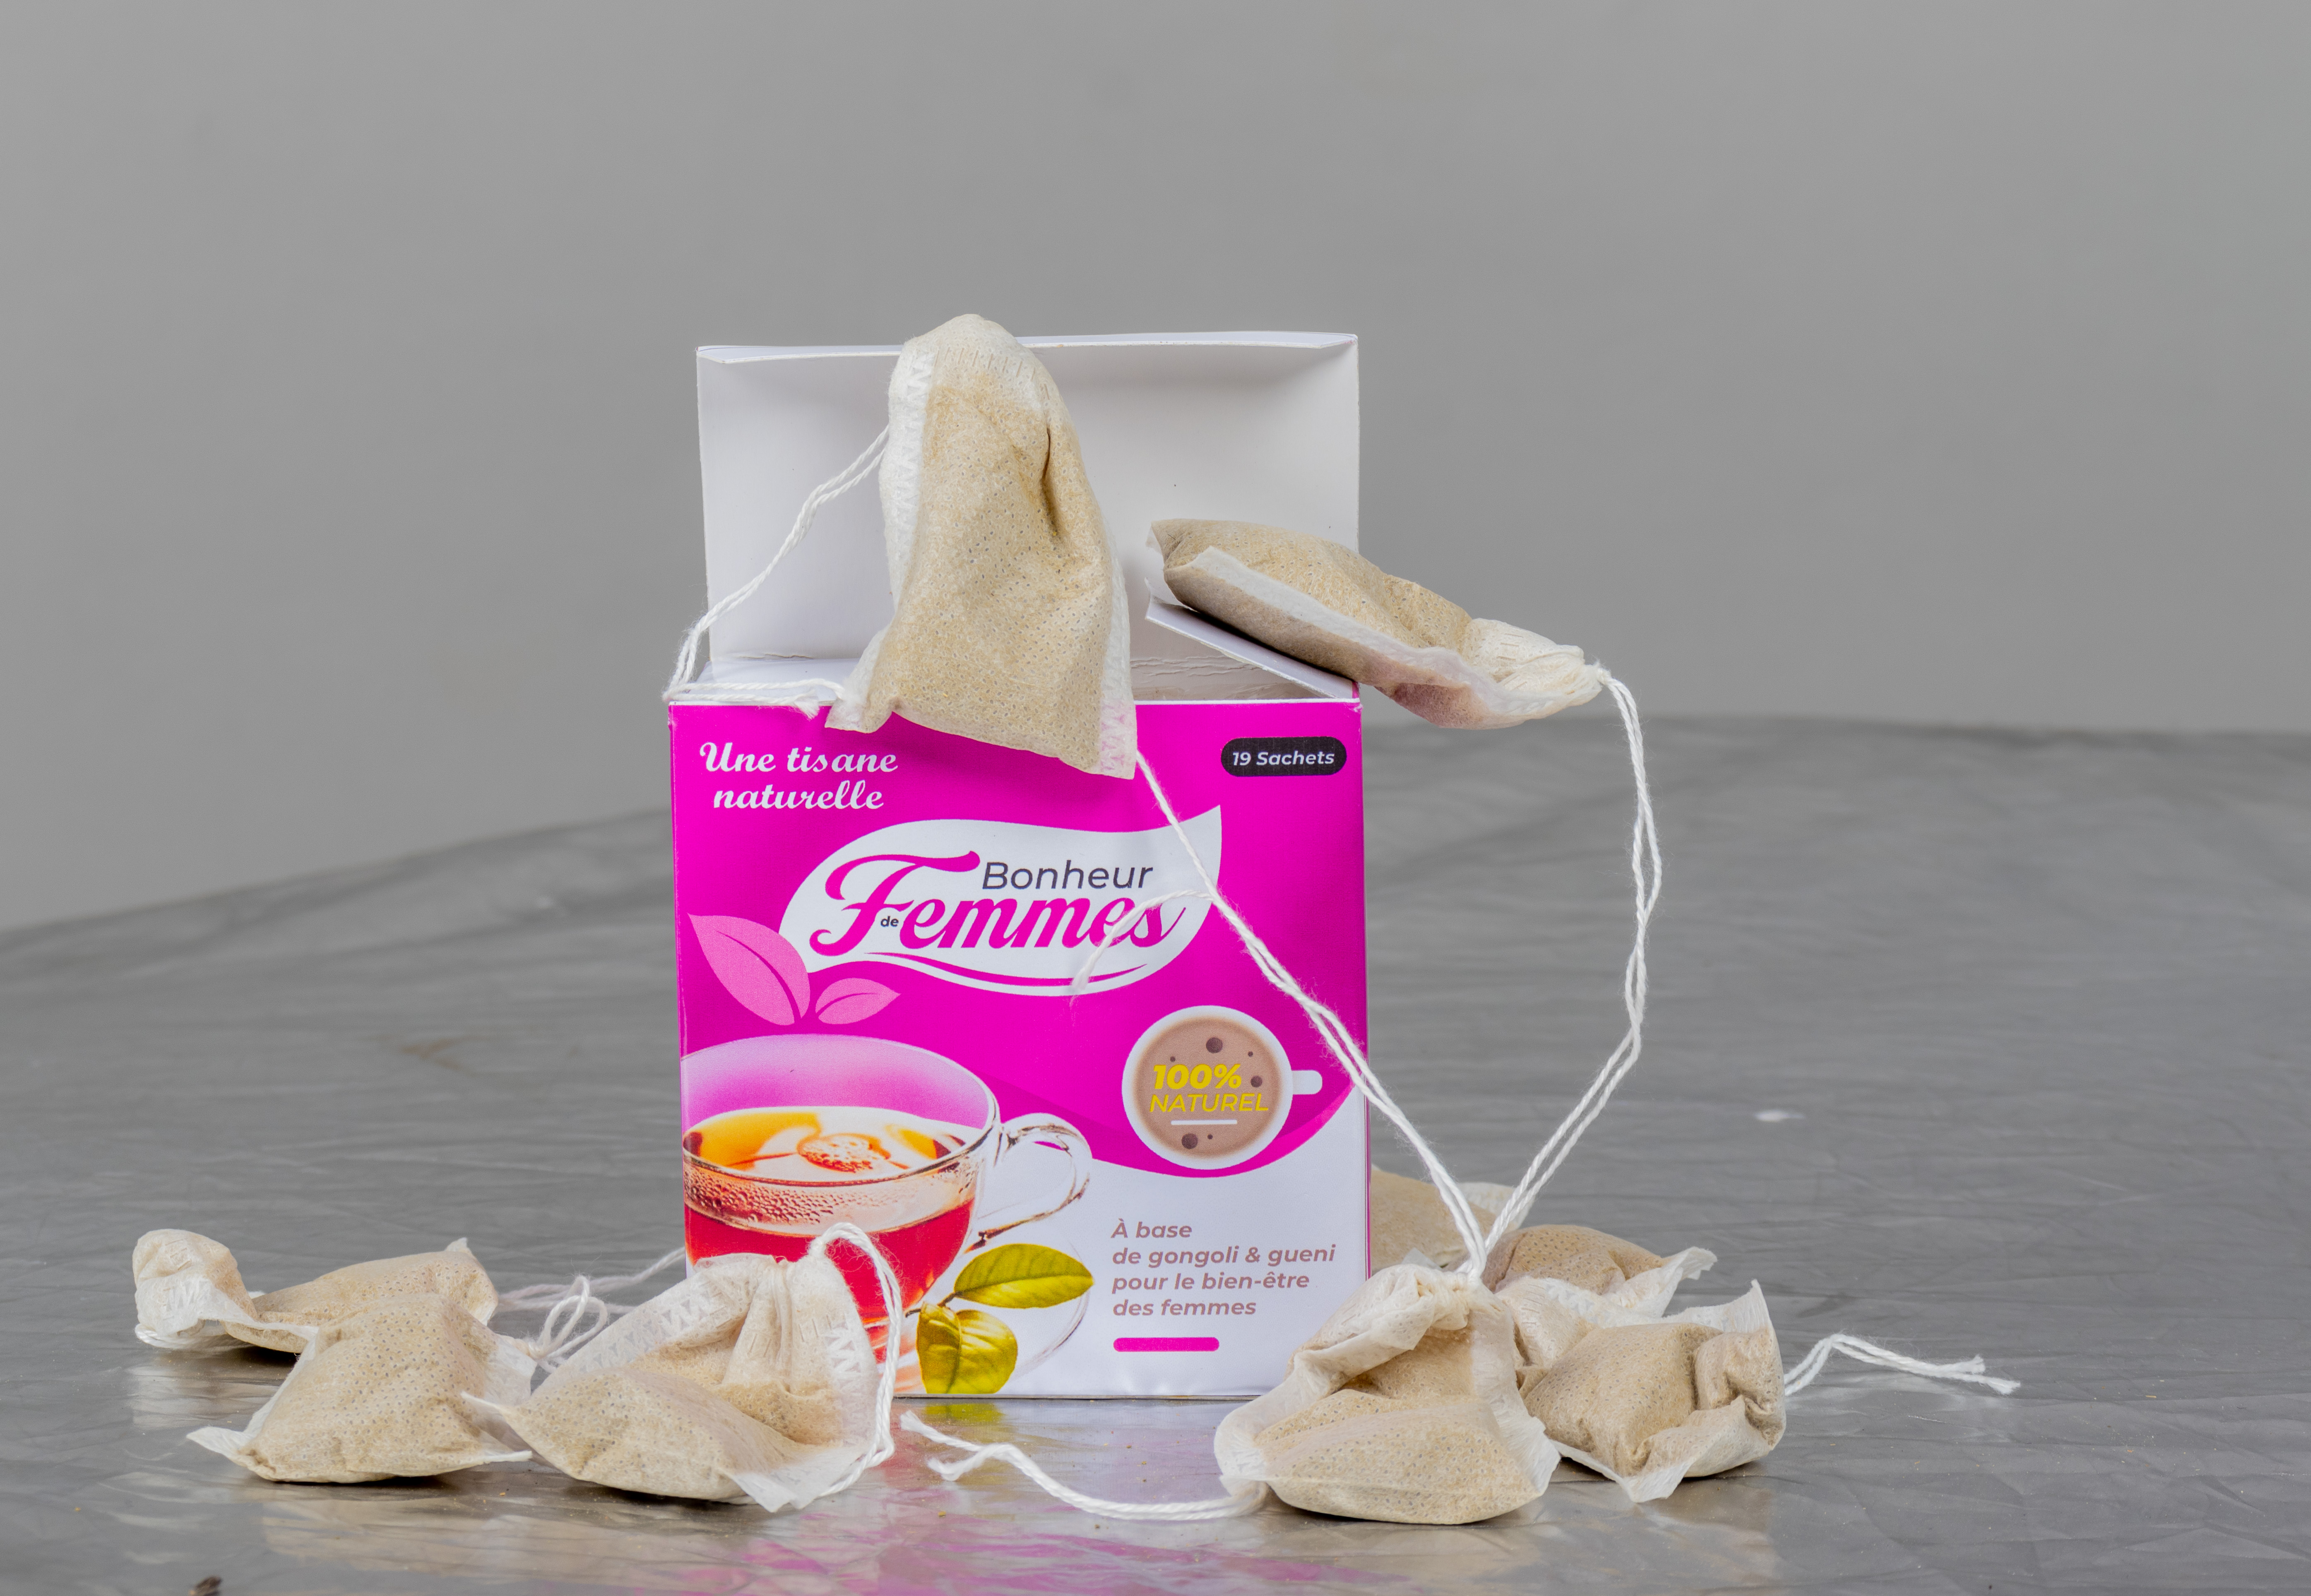 Une tisane
naturelle
19 Sachets
Bonheur
de Femmes
100%
NATUREL
À base
de gongoli & gueni
pour le bien-être
des femmes